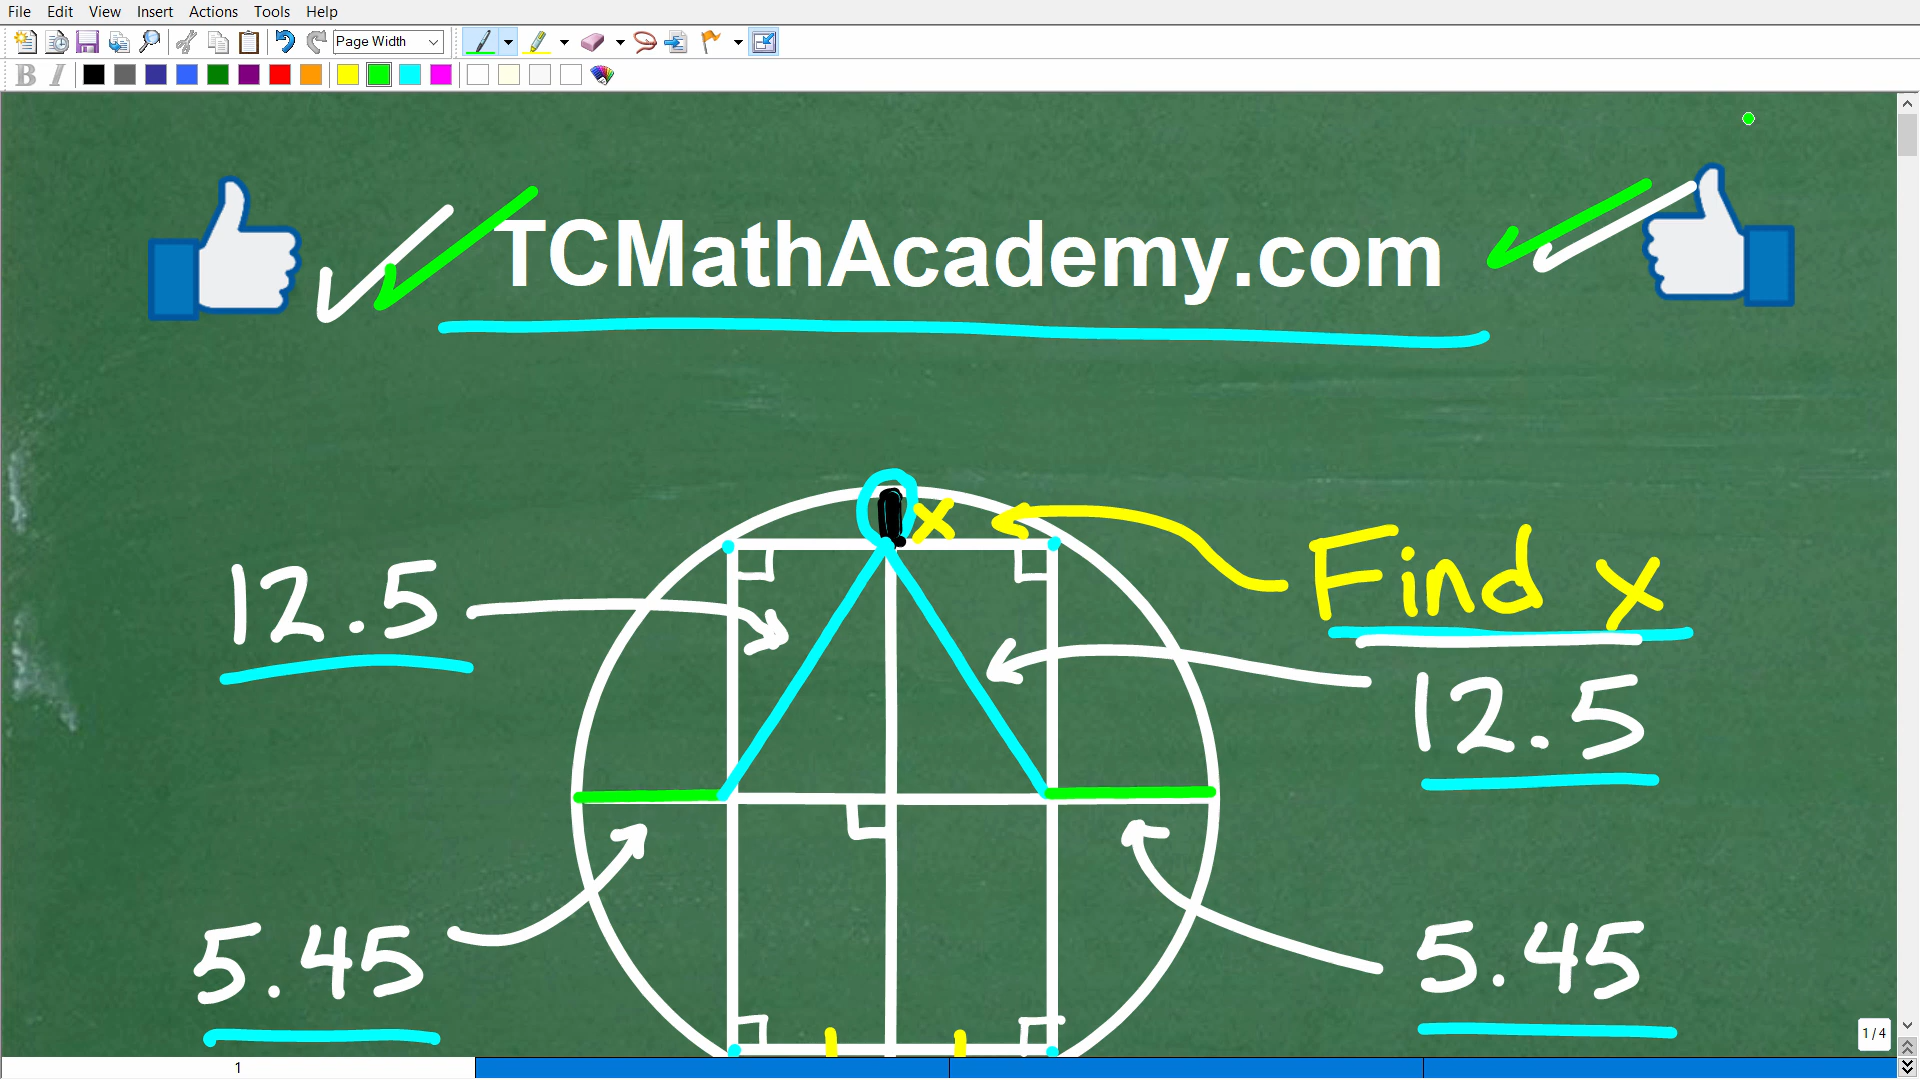 File Edit View Insert Actions Tools Help
Page Width
B I
TCMathAcademy.com
x
Find x
12.5
12.5
5.45
5.45
1 / 4
1